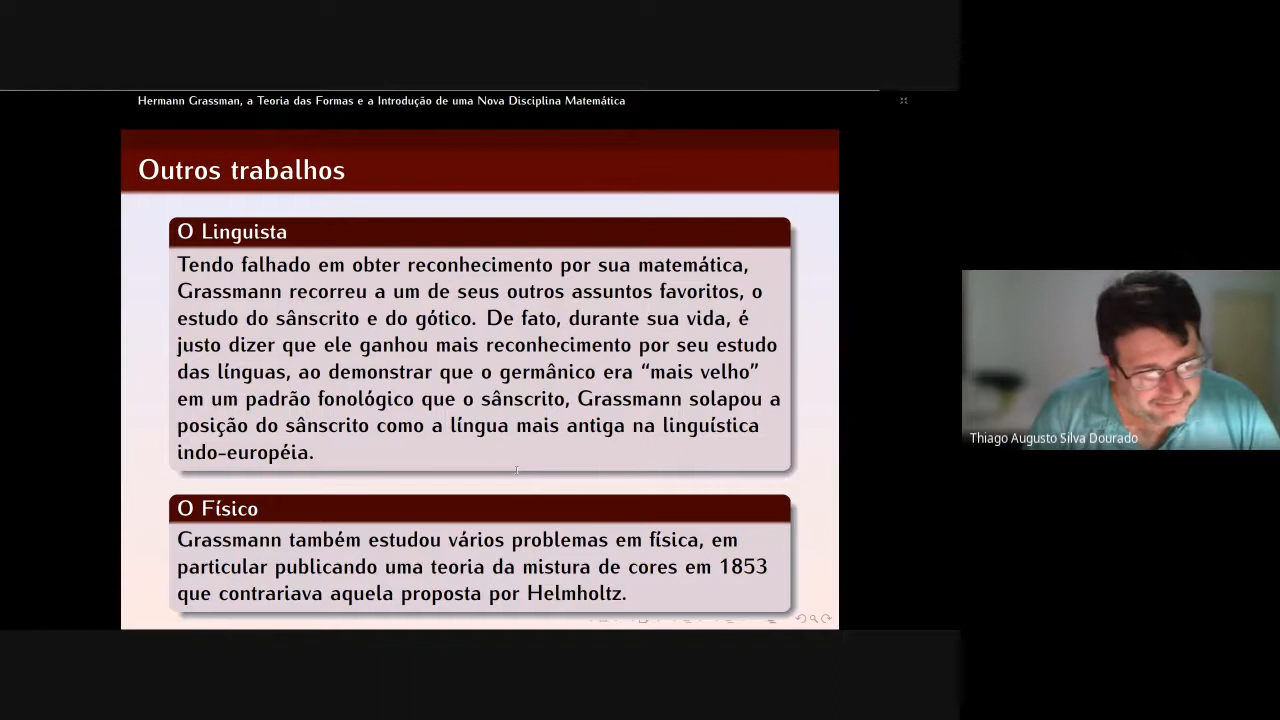 Hermann Grassman, a Teoria das Formas e a Introdução de uma Nova Disciplina Matemática
Outros trabalhos
O Linguista
Tendo falhado em obter reconhecimento por sua matemática,
Grassmann recorreu a um de seus outros assuntos favoritos, o
estudo do sânscrito e do gótico. De fato, durante sua vida, é
justo dizer que ele ganhou mais reconhecimento por seu estudo
das línguas, ao demonstrar que o germânico era “mais velho”
em um padrão fonológico que o sânscrito, Grassmann solapou a
posição do sânscrito como a língua mais antiga na linguística
indo-européia.
O Físico
Grassmann também estudou vários problemas em física, em
particular publicando uma teoria da mistura de cores em 1853
que contrariava aquela proposta por Helmholtz.
Thiago Augusto Silva Dourado